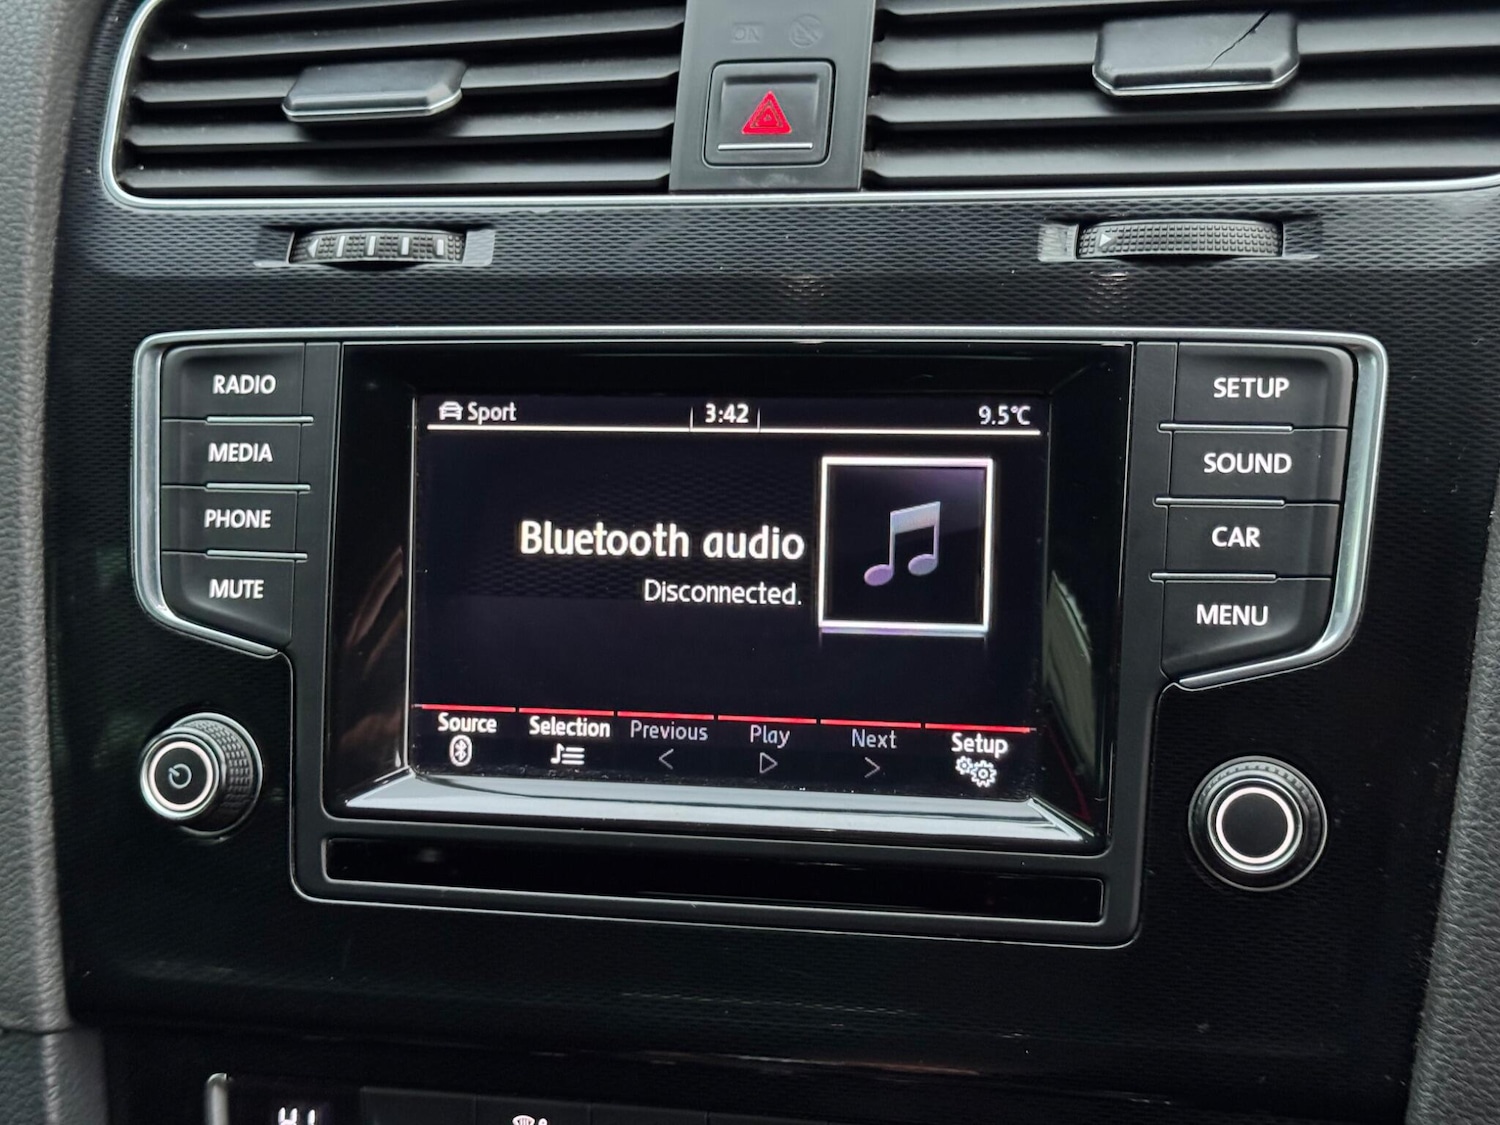 RADIO
MEDIA
PHONE
MUTE
Sport 3:42 9.5°C
Bluetooth audio
Disconnected.
Source Selection Previous Play Next Setup
SETUP
SOUND
CAR
MENU